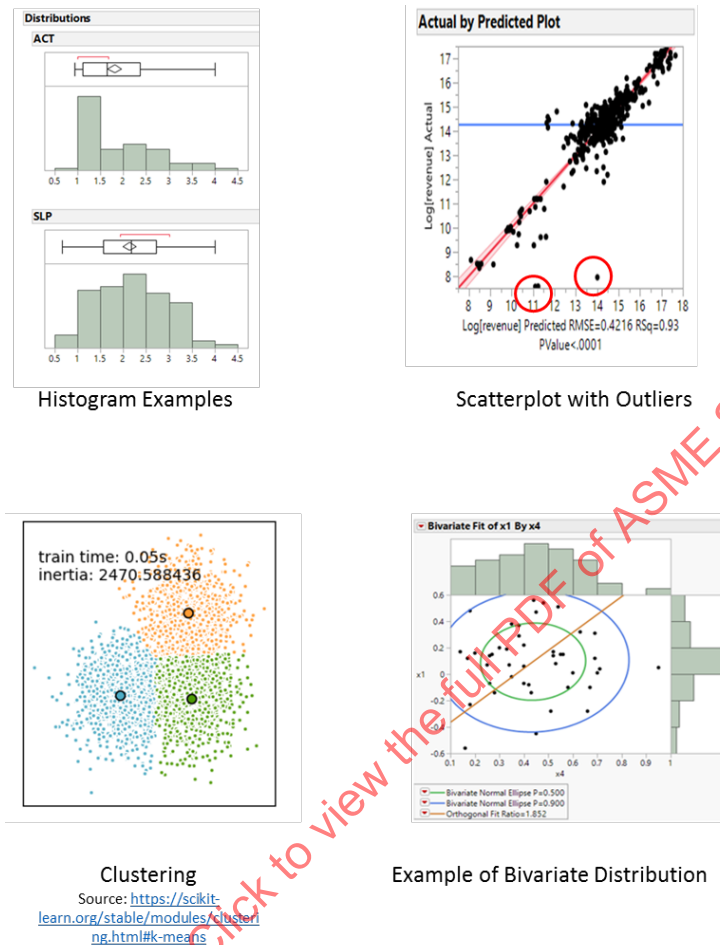 Distributions
ACT
0.5 1 1.5 2 2.5 3 3.5 4 4.5
SLP
0.5 1 1.5 2 2.5 3 3.5 4 4.5
Histogram Examples
Actual by Predicted Plot
Log[revenue] Actual
17
16
15
14
13
12
11
10
9
8
8 9 10 11 12 13 14 15 16 17 18
Log[revenue] Predicted RMSE=0.4216 RSq=0.93
PValue<.0001
Scatterplot with Outliers
train time: 0.05s
inertia: 2470.588436
Clustering
Source: https://scikit-
learn.org/stable/modules/clusteri
ng.html#k-means
Bivariate Fit of x1 By x4
x1
0.6
0.4
0.2
0
-0.2
-0.4
-0.6
0.1 0.2 0.3 0.4 0.5 0.6 0.7 0.8 0.9 1
x4
Bivariate Normal Ellipse P=0.500
Bivariate Normal Ellipse P=0.900
Orthogonal Fit Ratio=1.852
Example of Bivariate Distribution
Click to view the full PDF of ASME